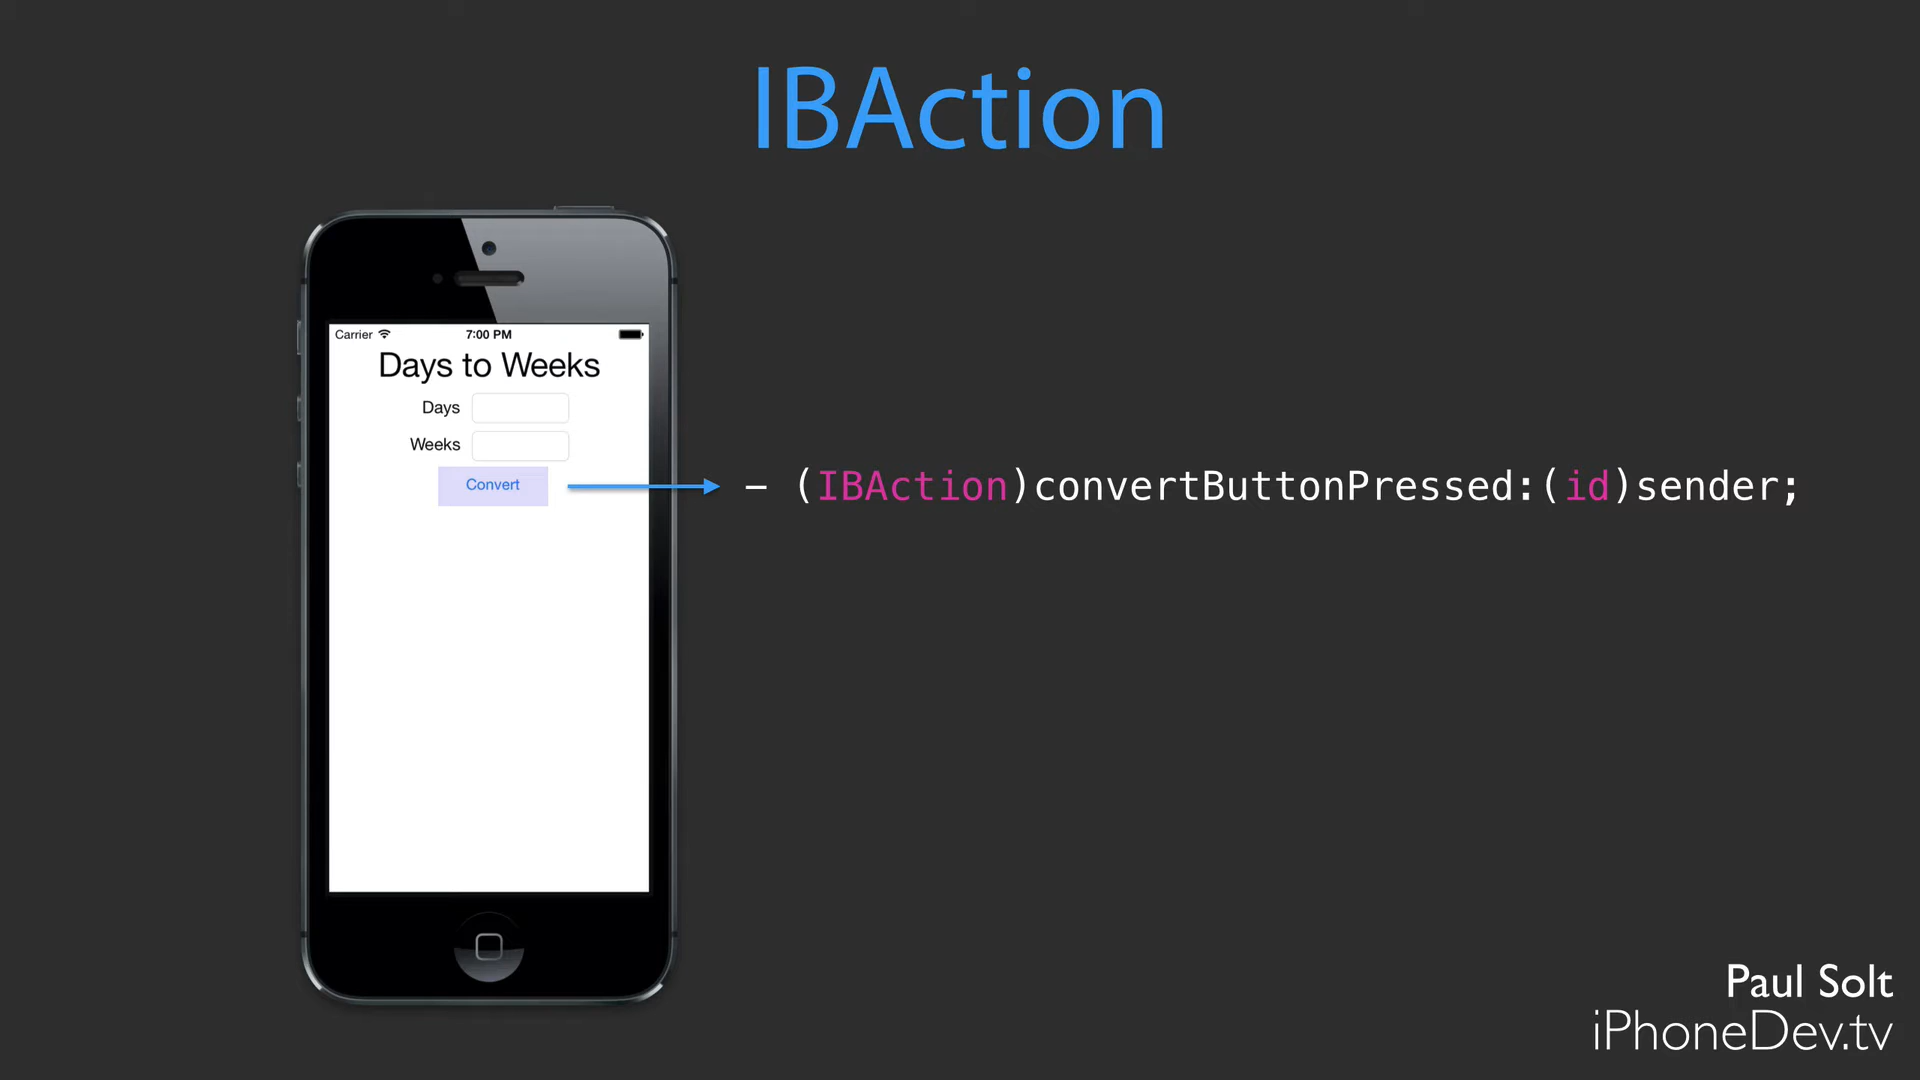 IBAction
Carrier 7:00 PM
Days to Weeks
Days
Weeks
Convert
- (IBAction)convertButtonPressed:(id)sender;
Paul Solt
iPhoneDev.tv